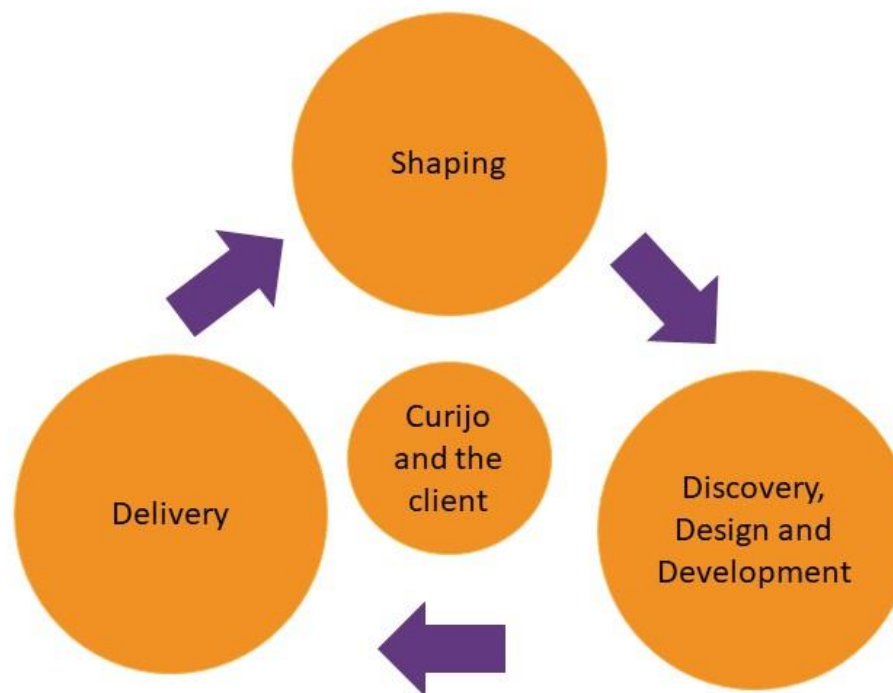 Shaping
Curijo
and the
client
Delivery
Discovery,
Design and
Development